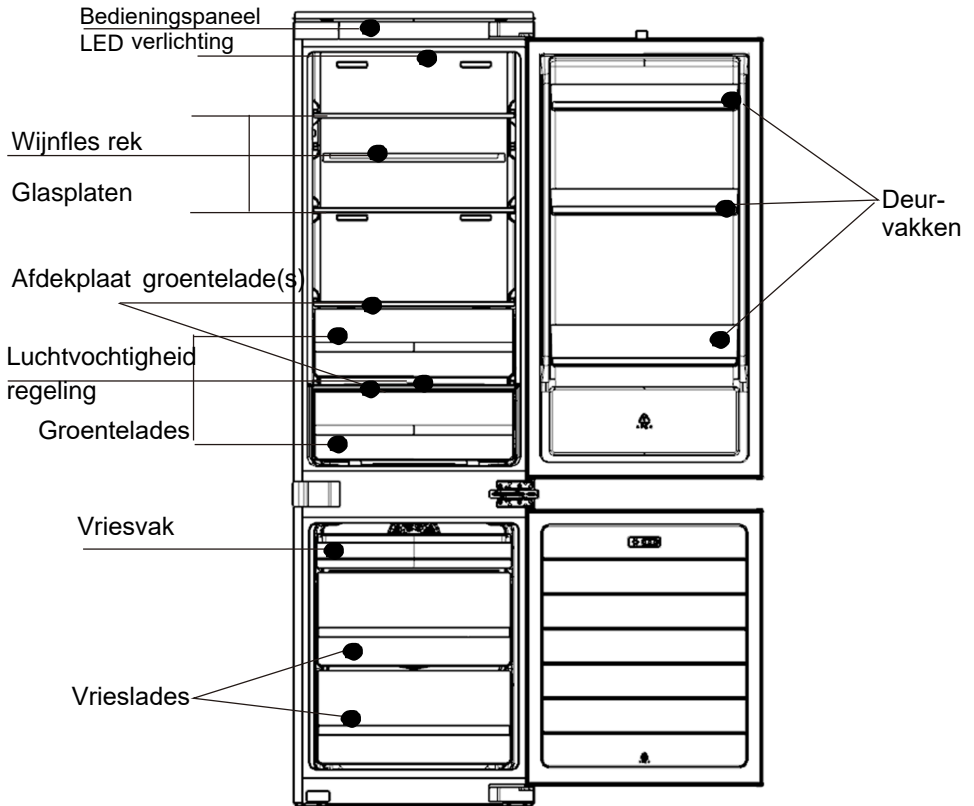 Bedieningspaneel
LED verlichting
Wijnfles rek
Glasplaten
Deur-
vakken
Afdekplaat groentelade(s)
Luchtvochtigheid
regeling
Groentelades
Vriesvak
Vrieslades